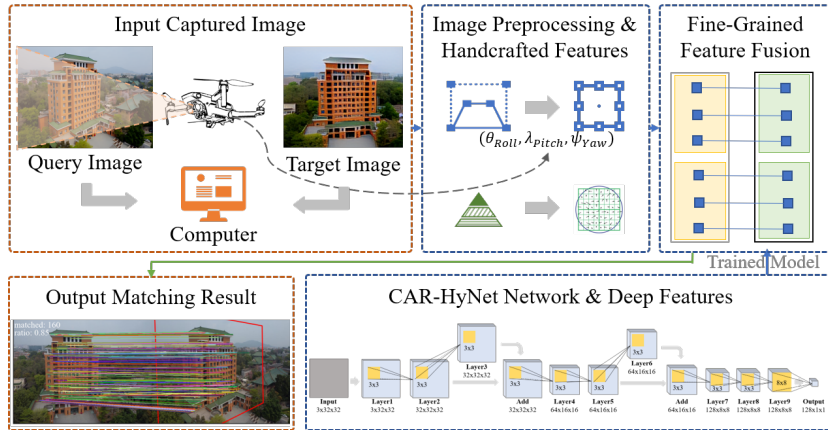 Input Captured Image
Query Image
Target Image
Computer
Image Preprocessing &
Handcrafted Features
(θRoll, λPitch, ψYaw)
Fine-Grained
Feature Fusion
Trained Model
Output Matching Result
matched: 160
ratio: 0.85
CAR-HyNet Network & Deep Features
Input
3x32x32
3x3
Layer1
3x32x32
3x3
Layer2
32x32x32
3x3
Layer3
32x32x32
3x3
Add
32x32x32
3x3
Layer4
64x16x16
3x3
Layer5
64x16x16
3x3
Layer6
64x16x16
3x3
Add
64x16x16
3x3
Layer7
128x8x8
3x3
Layer8
128x8x8
8x8
Layer9
128x8x8
Output
128x1x1